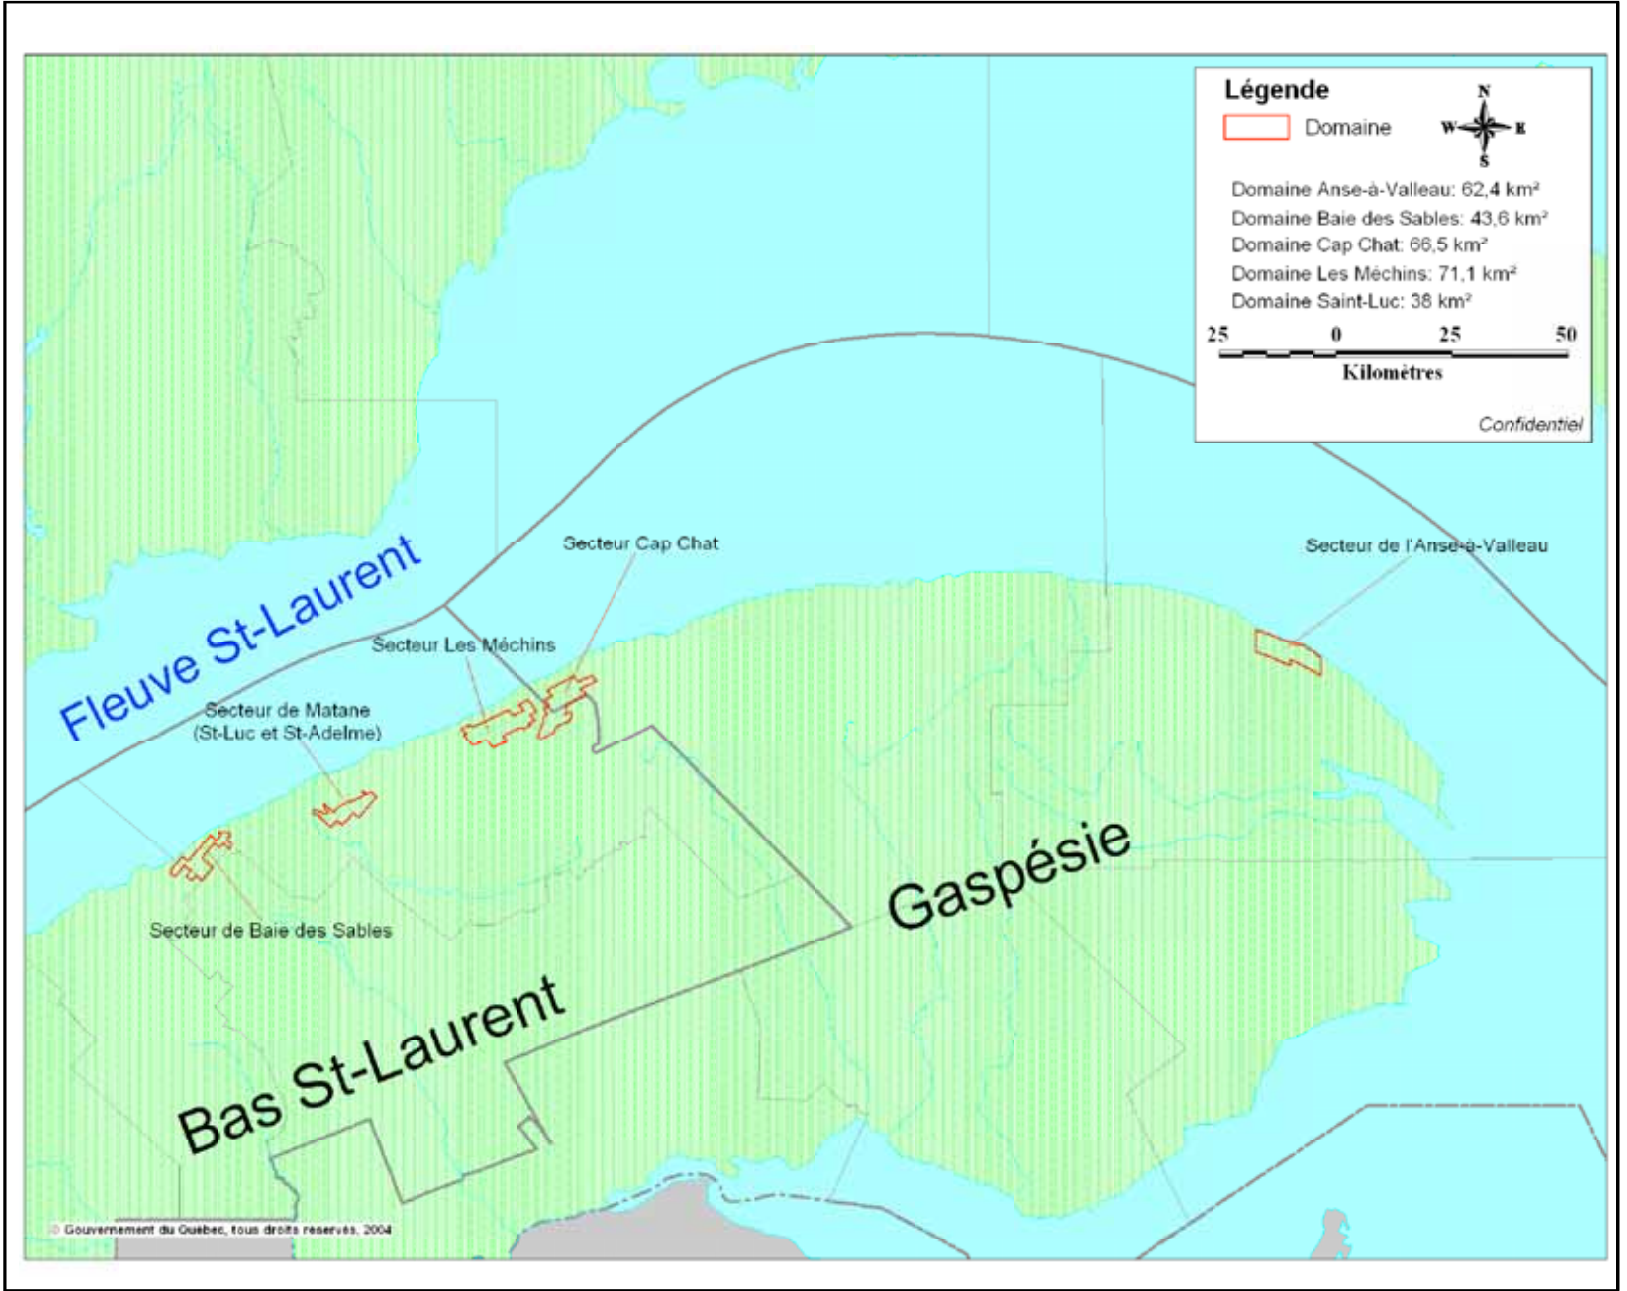 Légende
N
W E
S
Domaine
Domaine Anse-à-Valleau: 62,4 km²
Domaine Baie des Sables: 43,6 km²
Domaine Cap Chat: 66,5 km²
Domaine Les Méchins: 71,1 km²
Domaine Saint-Luc: 38 km²
25 0 25 50
Kilomètres
Confidentiel
Secteur Cap Chat
Secteur de l'Anse-à-Valleau
Fleuve St-Laurent
Secteur Les Méchins
Secteur de Matane
(St-Luc et St-Adelme)
Gaspésie
Secteur de Baie des Sables
Bas St-Laurent
© Gouvernement du Québec, tous droits réservés, 2004